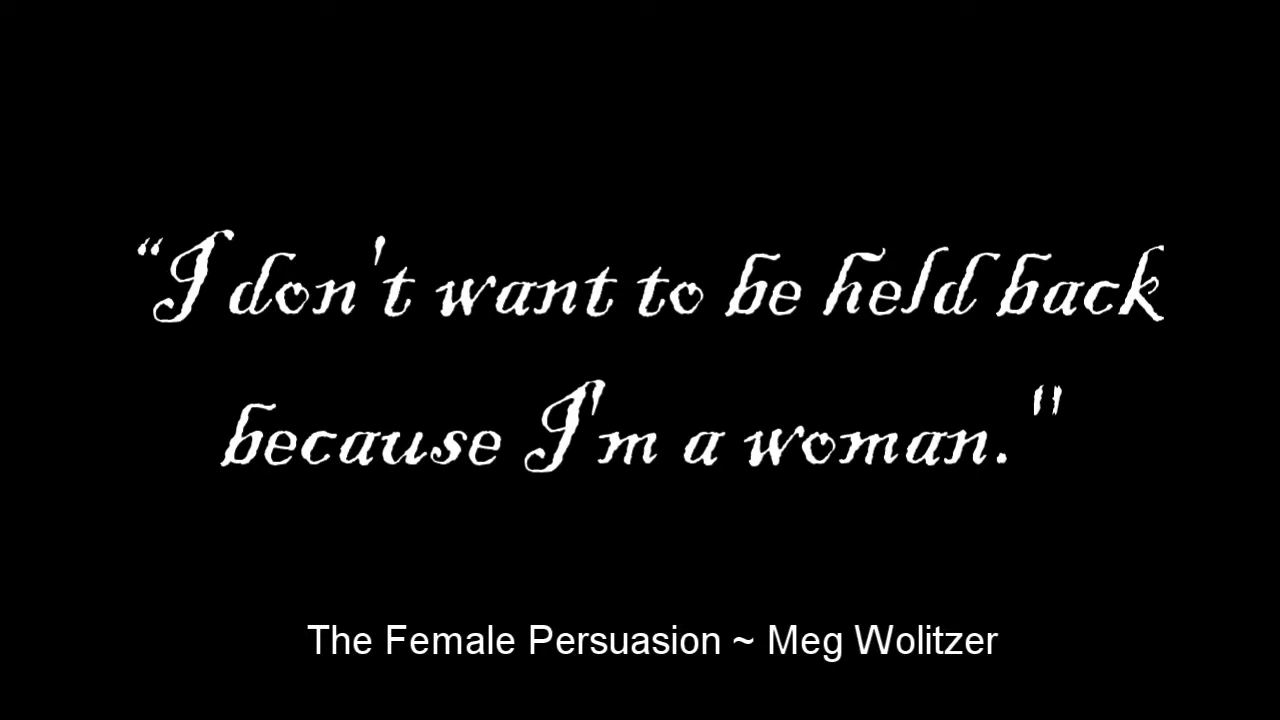 “I don't want to be held back
because I'm a woman."
The Female Persuasion ~ Meg Wolitzer